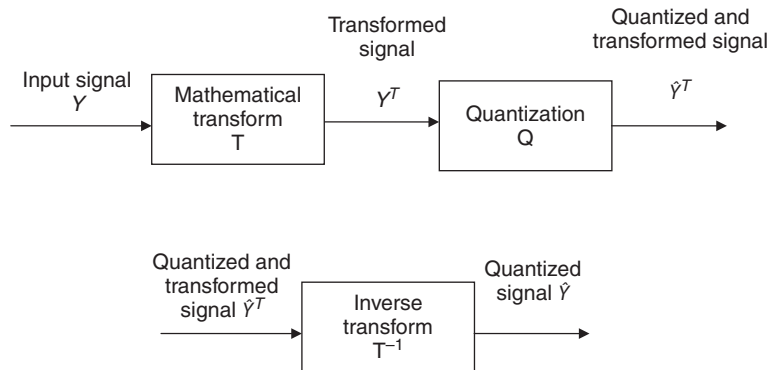 Input signal
Y
Mathematical
transform
T
Transformed
signal
Y^T
Quantization
Q
Quantized and
transformed signal
Ŷ^T
Quantized and
transformed
signal Ŷ^T
Inverse
transform
T⁻¹
Quantized
signal Ŷ